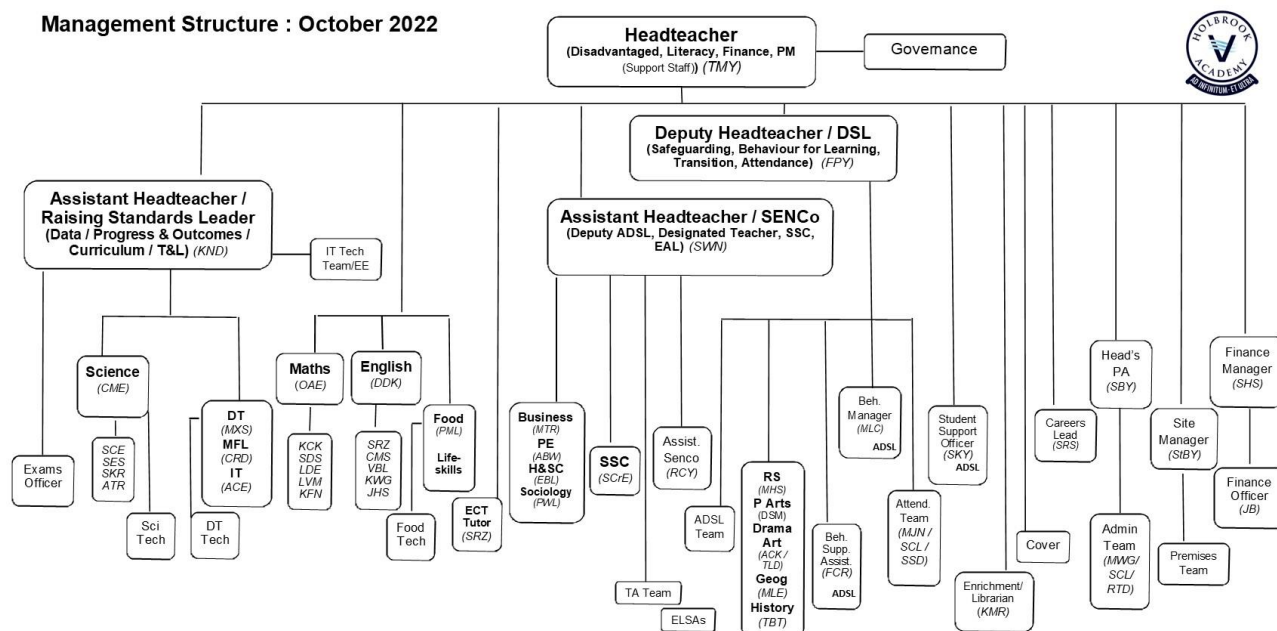 Management Structure : October 2022
Headteacher
(Disadvantaged, Literacy, Finance, PM
(Support Staff)) (TMY)
Governance
HOLBROOK
ACADEMY
AD INFINITUM · ET ULTRA
Deputy Headteacher / DSL
(Safeguarding, Behaviour for Learning,
Transition, Attendance) (FPY)
Assistant Headteacher /
Raising Standards Leader
(Data / Progress & Outcomes /
Curriculum / T&L) (KND)
IT Tech
Team/EE
Assistant Headteacher / SENCo
(Deputy ADSL, Designated Teacher, SSC,
EAL) (SWN)
Exams
Officer
Science
(CME)
SCE
SES
SKR
ATR
Sci
Tech
DT
(MXS)
MFL
(CRD)
IT
(ACE)
DT
Tech
Maths
(OAE)
KCK
SDS
LDE
LVM
KFN
English
(DDK)
SRZ
CMS
VBL
KWG
JHS
Food
(PML)
Life-
skills
Food
Tech
ECT
Tutor
(SRZ)
Business
(MTR)
PE
(ABW)
H&SC
(EBL)
Sociology
(PWL)
SSC
(SCrE)
TA Team
ELSAs
Assist.
Senco
(RCY)
ADSL
Team
RS
(MHS)
P Arts
(DSM)
Drama
Art
(ACK /
TLD)
Geog
(MLE)
History
(TBT)
Beh.
Supp.
Assist.
(FCR)
ADSL
Beh.
Manager
(MLC)
ADSL
Attend.
Team
(MJN /
SCL /
SSD)
Student
Support
Officer
(SKY)
ADSL
Enrichment/
Librarian
(KMR)
Cover
Careers
Lead
(SRS)
Head's
PA
(SBY)
Admin
Team
(MWG/
SCL/
RTD)
Site
Manager
(StBY)
Premises
Team
Finance
Manager
(SHS)
Finance
Officer
(JB)